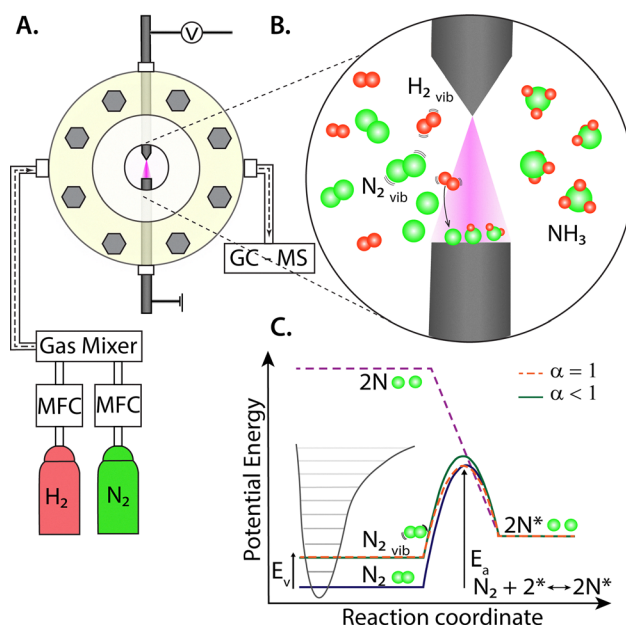 A.
V
GC - MS
Gas Mixer
MFC
MFC
H₂
N₂
B.
H₂ vib
N₂ vib
NH₃
C.
α = 1
α < 1
2N
Potential Energy
N₂ vib
2N*
Eᵥ
N₂
Eₐ
N₂ + 2* ↔ 2N*
Reaction coordinate